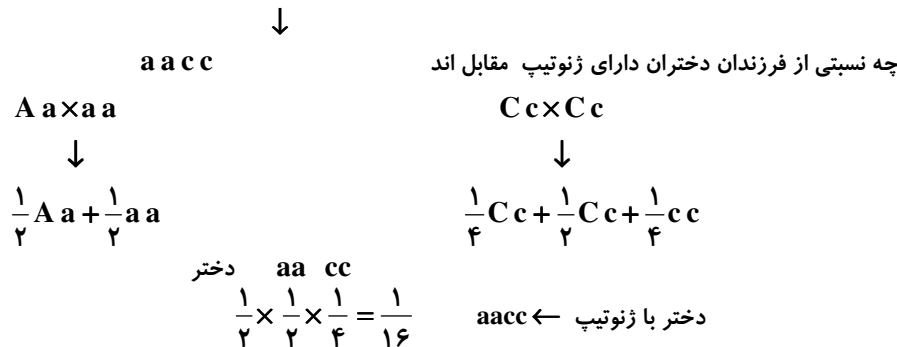 ↓
چه نسبتی از فرزندان دختران دارای ژنوتیپ مقابل اند a a c c
A a×a a C c×C c
↓ ↓
۱/۲ A a + ۱/۲ a a ۱/۴ C c + ۱/۲ C c + ۱/۴ c c
دختر aa cc
۱/۲ × ۱/۲ × ۱/۴ = ۱/۱۶ دختر با ژنوتیپ ← aacc